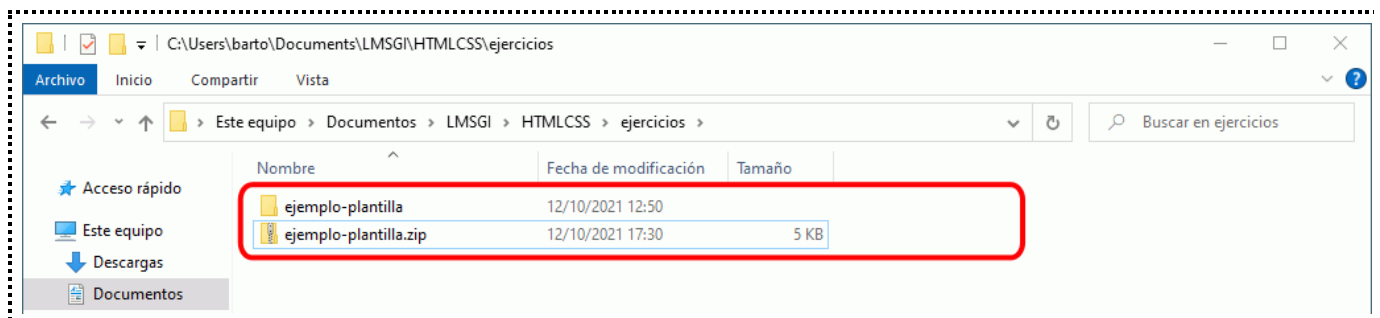 C:\Users\barto\Documents\LMSGI\HTMLCSS\ejercicios
Archivo Inicio Compartir Vista
Este equipo > Documentos > LMSGI > HTMLCSS > ejercicios >
Buscar en ejercicios
Nombre Fecha de modificación Tamaño
Acceso rápido
ejemplo-plantilla 12/10/2021 12:50
Este equipo
ejemplo-plantilla.zip 12/10/2021 17:30 5 KB
Descargas
Documentos